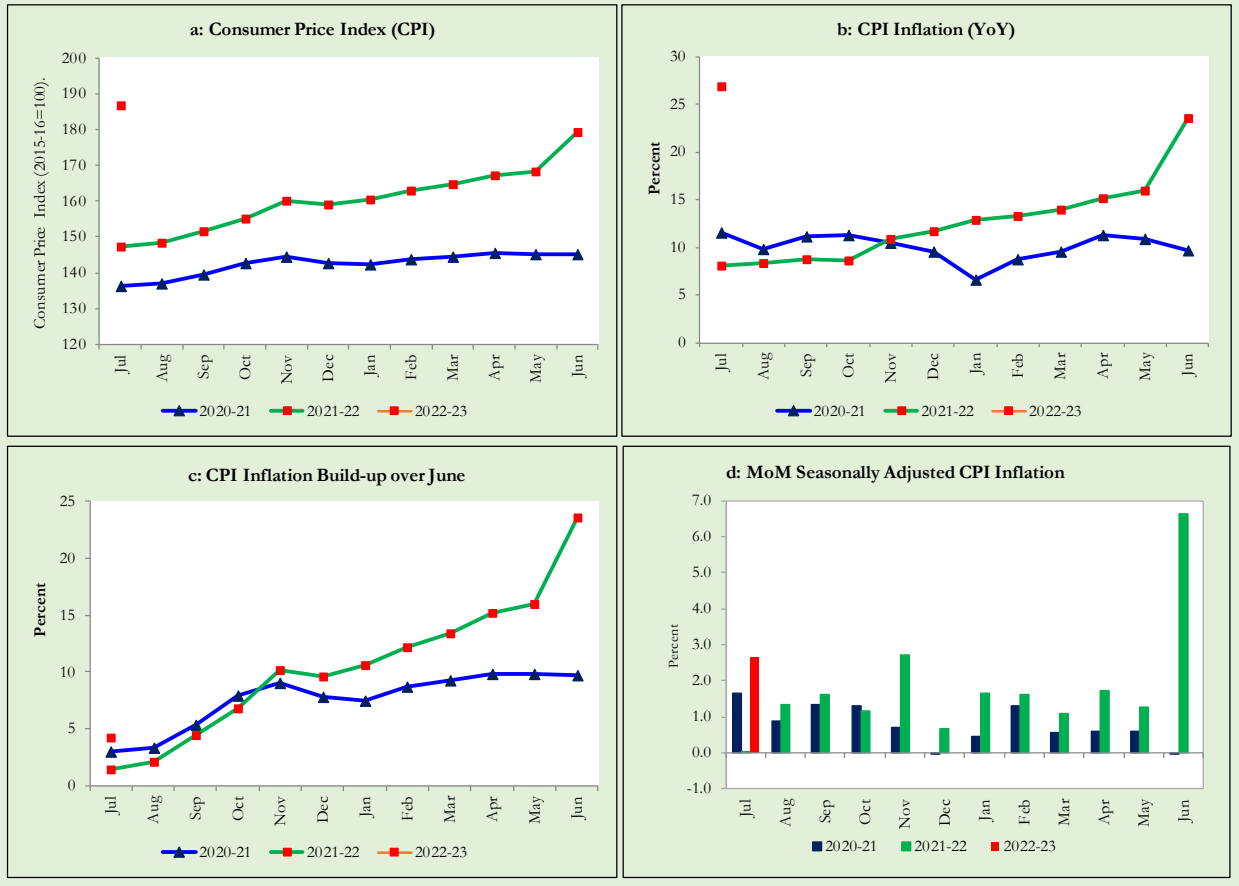 a: Consumer Price Index (CPI)
Consumer Price Index (2015-16=100).
200
190
180
170
160
150
140
130
120
Jul Aug Sep Oct Nov Dec Jan Feb Mar Apr May Jun
2020-21 2021-22 2022-23
b: CPI Inflation (YoY)
Percent
30
25
20
15
10
5
0
Jul Aug Sep Oct Nov Dec Jan Feb Mar Apr May Jun
2020-21 2021-22 2022-23
c: CPI Inflation Build-up over June
Percent
25
20
15
10
5
0
Jul Aug Sep Oct Nov Dec Jan Feb Mar Apr May Jun
2020-21 2021-22 2022-23
d: MoM Seasonally Adjusted CPI Inflation
Percent
7.0
6.0
5.0
4.0
3.0
2.0
1.0
0.0
-1.0
Jul Aug Sep Oct Nov Dec Jan Feb Mar Apr May Jun
2020-21 2021-22 2022-23